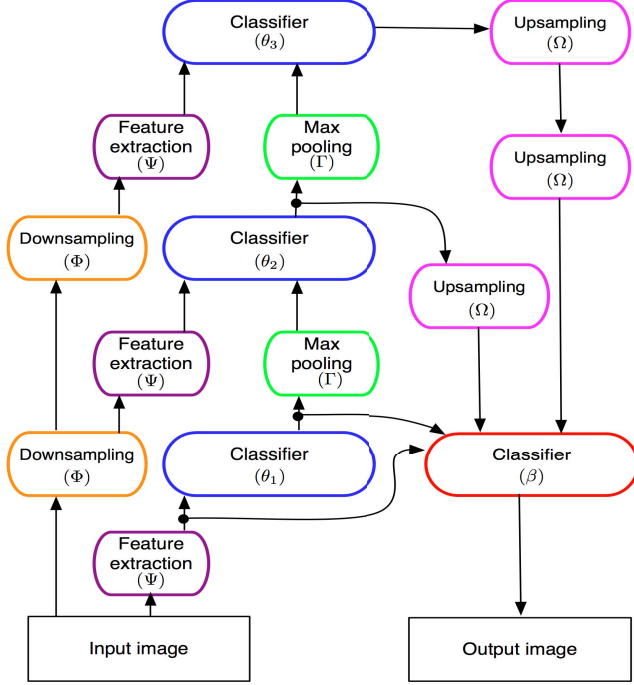 Classifier
(θ₃)
Upsampling
(Ω)
Feature
extraction
(Ψ)
Max
pooling
(Γ)
Upsampling
(Ω)
Downsampling
(Φ)
Classifier
(θ₂)
Upsampling
(Ω)
Feature
extraction
(Ψ)
Max
pooling
(Γ)
Downsampling
(Φ)
Classifier
(θ₁)
Classifier
(β)
Feature
extraction
(Ψ)
Input image
Output image